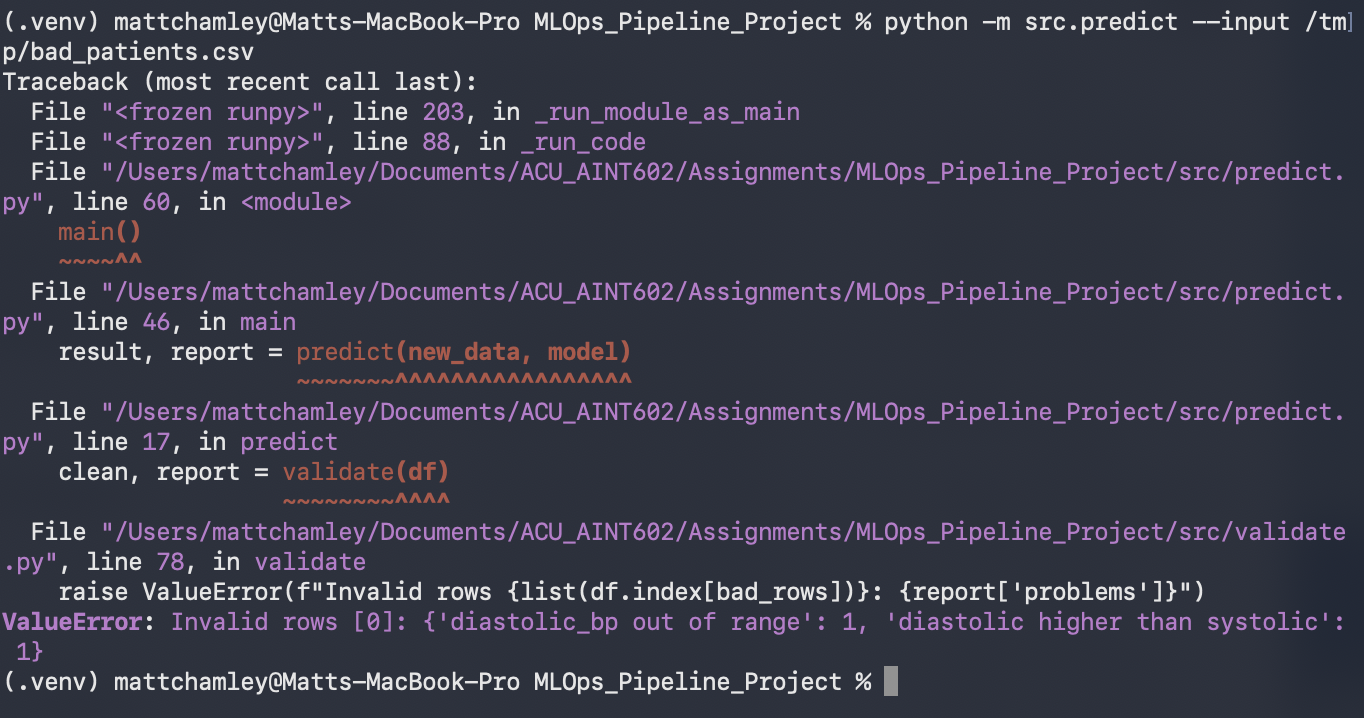 (.venv) mattchamley@Matts-MacBook-Pro MLOps_Pipeline_Project % python -m src.predict --input /tm]
p/bad_patients.csv
Traceback (most recent call last):
  File "<frozen runpy>", line 203, in _run_module_as_main
  File "<frozen runpy>", line 88, in _run_code
  File "/Users/mattchamley/Documents/ACU_AINT602/Assignments/MLOps_Pipeline_Project/src/predict.
py", line 60, in <module>
    main()
    ~~~~^^
  File "/Users/mattchamley/Documents/ACU_AINT602/Assignments/MLOps_Pipeline_Project/src/predict.
py", line 46, in main
    result, report = predict(new_data, model)
                     ~~~~~~~^^^^^^^^^^^^^^^^^
  File "/Users/mattchamley/Documents/ACU_AINT602/Assignments/MLOps_Pipeline_Project/src/predict.
py", line 17, in predict
    clean, report = validate(df)
                    ~~~~~~~~^^^^
  File "/Users/mattchamley/Documents/ACU_AINT602/Assignments/MLOps_Pipeline_Project/src/validate
.py", line 78, in validate
    raise ValueError(f"Invalid rows {list(df.index[bad_rows])}: {report['problems']}")
ValueError: Invalid rows [0]: {'diastolic_bp out of range': 1, 'diastolic higher than systolic':
 1}
(.venv) mattchamley@Matts-MacBook-Pro MLOps_Pipeline_Project %